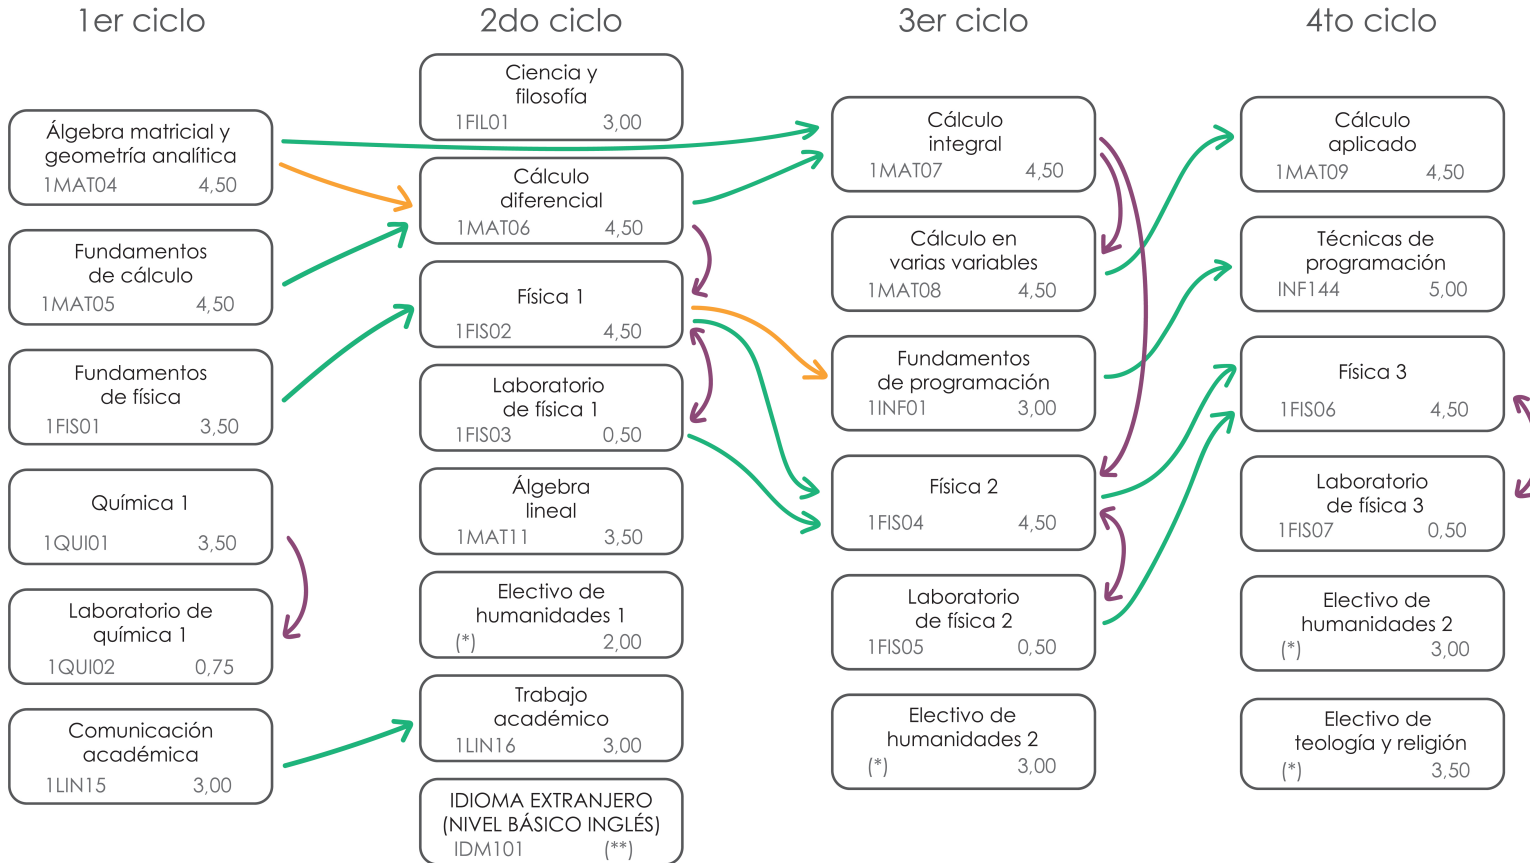 1er ciclo
Álgebra matricial y
geometría analítica
1MAT04 4,50
Fundamentos
de cálculo
1MAT05 4,50
Fundamentos
de física
1FIS01 3,50
Química 1
1QUI01 3,50
Laboratorio de
química 1
1QUI02 0,75
Comunicación
académica
1LIN15 3,00
2do ciclo
Ciencia y
filosofía
1FIL01 3,00
Cálculo
diferencial
1MAT06 4,50
Física 1
1FIS02 4,50
Laboratorio
de física 1
1FIS03 0,50
Álgebra
lineal
1MAT11 3,50
Electivo de
humanidades 1
(*) 2,00
Trabajo
académico
1LIN16 3,00
IDIOMA EXTRANJERO
(NIVEL BÁSICO INGLÉS)
IDM101 (**)
3er ciclo
Cálculo
integral
1MAT07 4,50
Cálculo en
varias variables
1MAT08 4,50
Fundamentos
de programación
1INF01 3,00
Física 2
1FIS04 4,50
Laboratorio
de física 2
1FIS05 0,50
Electivo de
humanidades 2
(*) 3,00
4to ciclo
Cálculo
aplicado
1MAT09 4,50
Técnicas de
programación
INF144 5,00
Física 3
1FIS06 4,50
Laboratorio
de física 3
1FIS07 0,50
Electivo de
humanidades 2
(*) 3,00
Electivo de
teología y religión
(*) 3,50